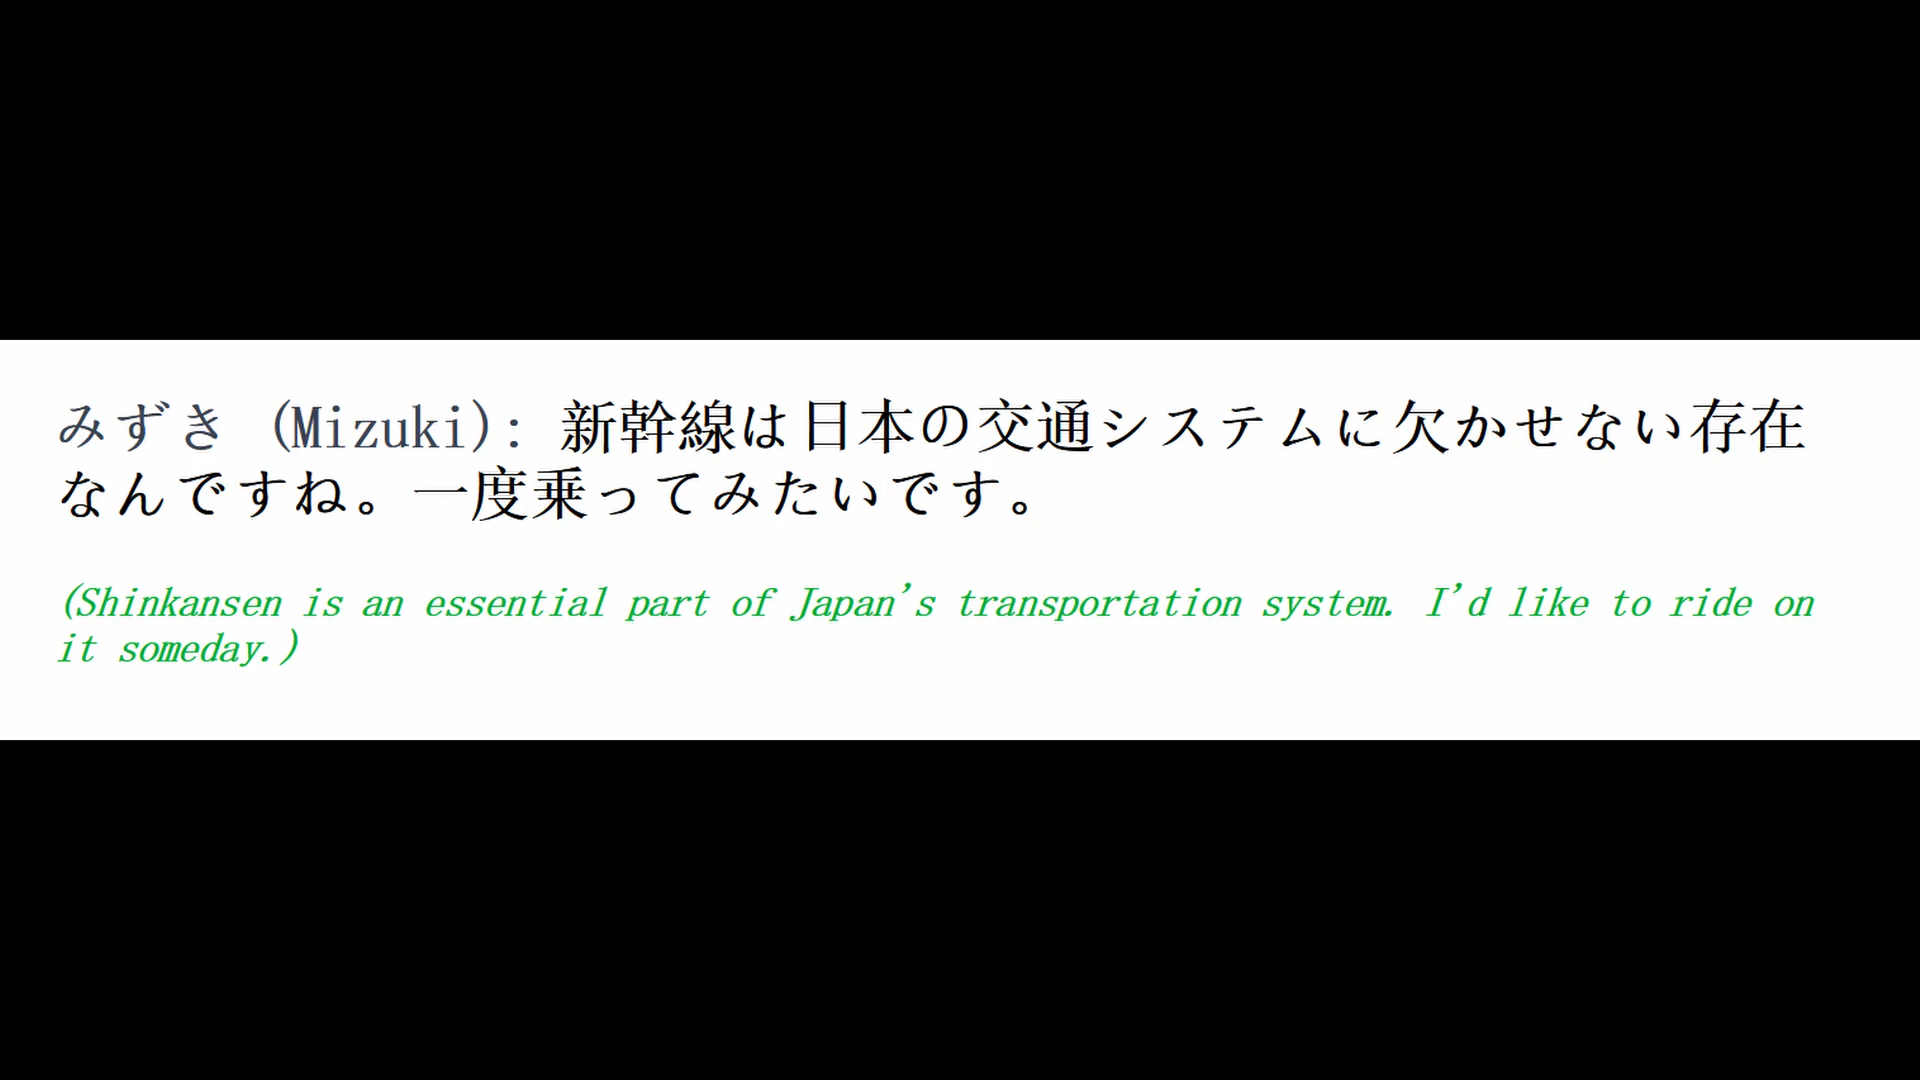 みずき (Mizuki): 新幹線は日本の交通システムに欠かせない存在
なんですね。一度乗ってみたいです。
(Shinkansen is an essential part of Japan's transportation system. I'd like to ride on
it someday.)